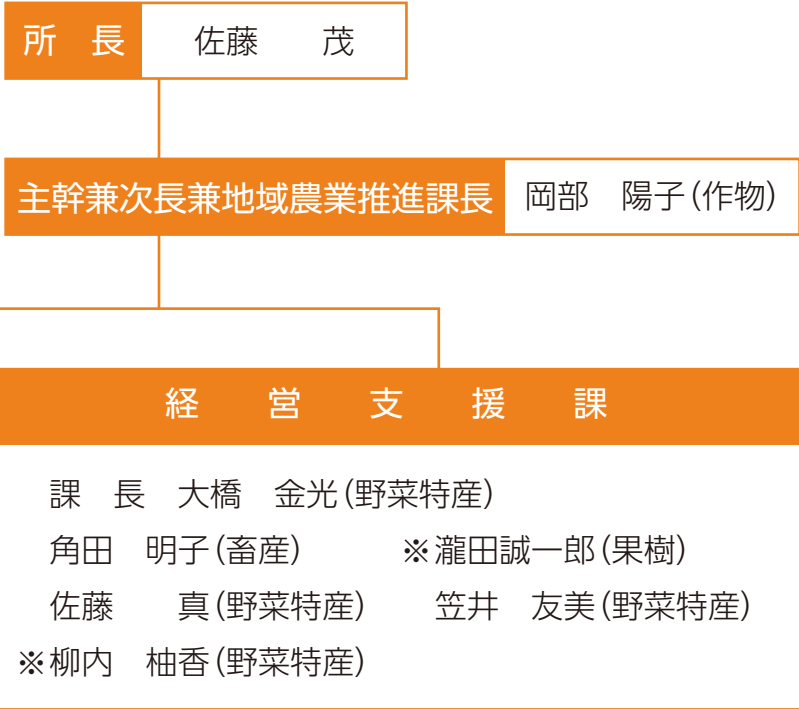 所　長　佐藤　　茂
主幹兼次長兼地域農業推進課長　岡部　陽子(作物)
経　営　支　援　課
課　長　大橋　金光(野菜特産)
角田　明子(畜産)　※瀧田誠一郎(果樹)
佐藤　　真(野菜特産)　笠井　友美(野菜特産)
※柳内　柚香(野菜特産)